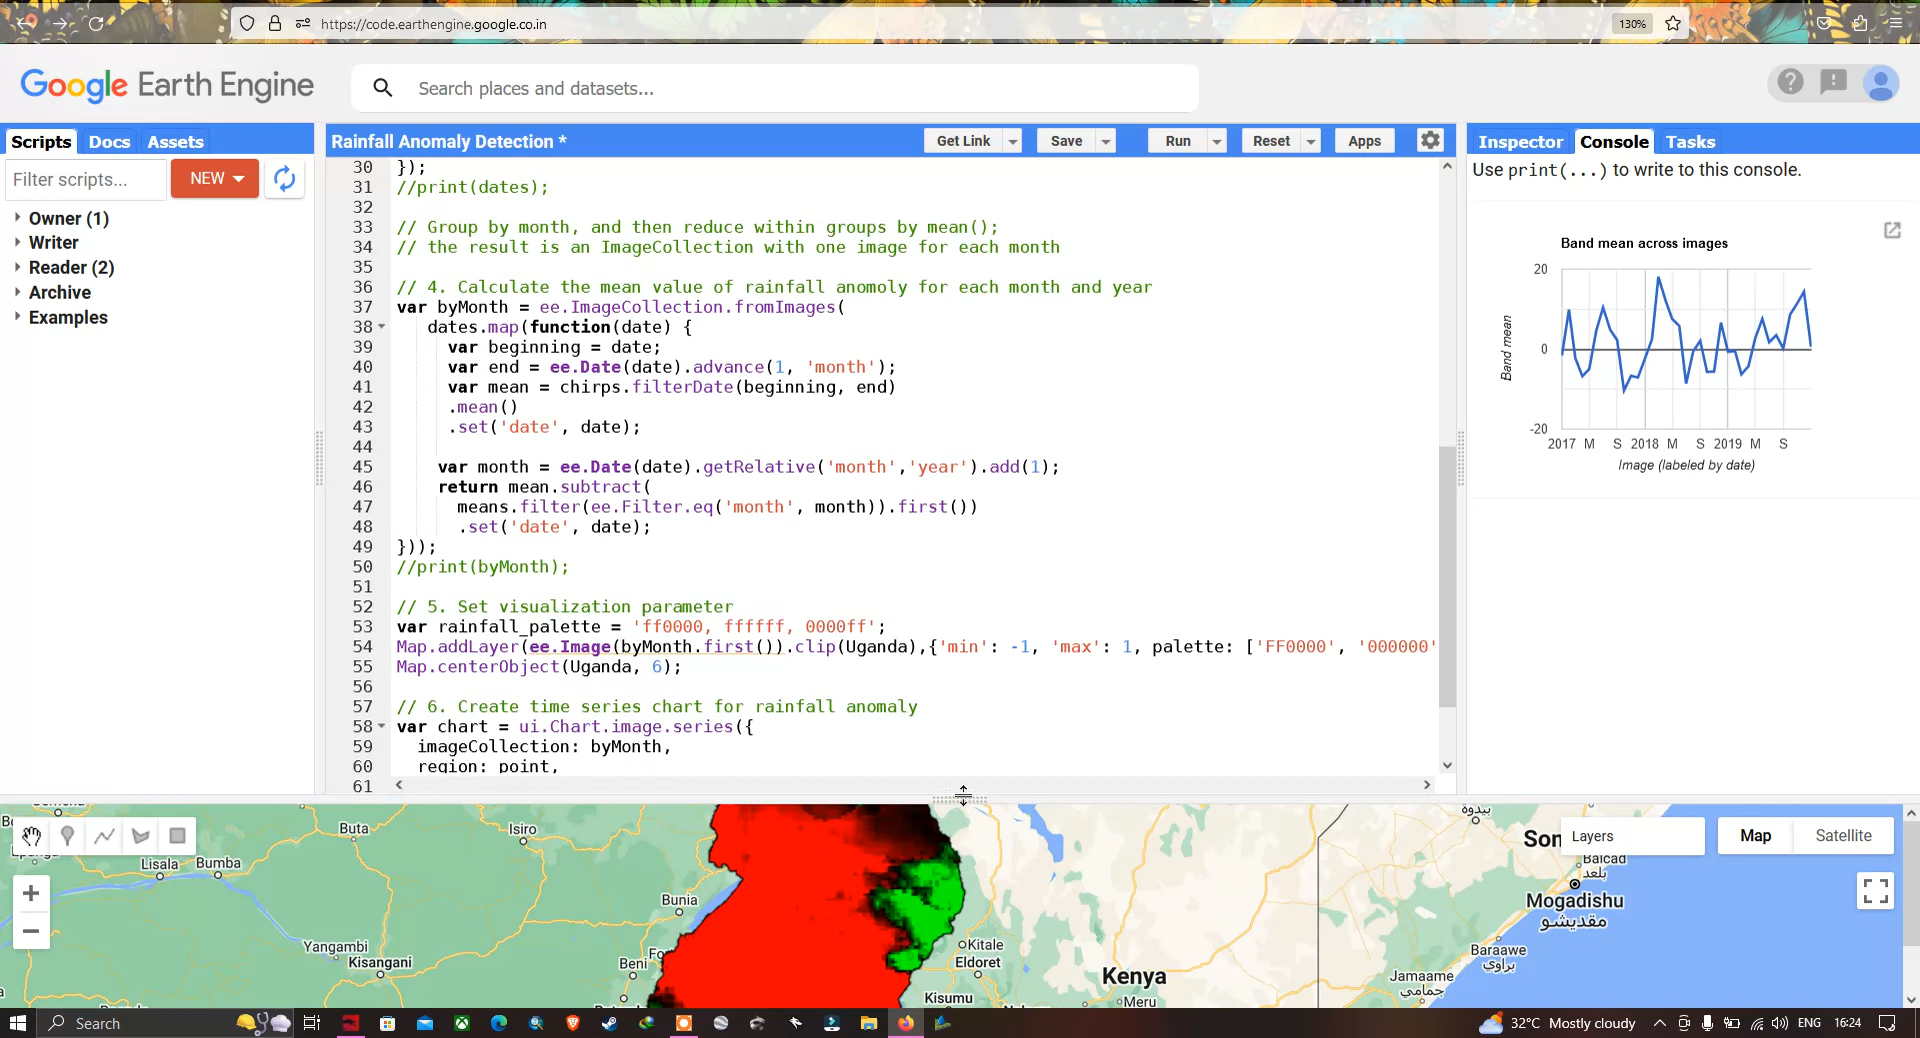 https://code.earthengine.google.co.in
130%
Google Earth Engine
Search places and datasets...
Scripts Docs Assets
Filter scripts...
NEW
Owner (1)
Writer
Reader (2)
Archive
Examples
Rainfall Anomaly Detection *
Get Link Save Run Reset Apps
30 });
31 //print(dates);
32
33 // Group by month, and then reduce within groups by mean();
34 // the result is an ImageCollection with one image for each month
35
36 // 4. Calculate the mean value of rainfall anomoly for each month and year
37 var byMonth = ee.ImageCollection.fromImages(
38 dates.map(function(date) {
39 var beginning = date;
40 var end = ee.Date(date).advance(1, 'month');
41 var mean = chirps.filterDate(beginning, end)
42 .mean()
43 .set('date', date);
44
45 var month = ee.Date(date).getRelative('month','year').add(1);
46 return mean.subtract(
47 means.filter(ee.Filter.eq('month', month)).first())
48 .set('date', date);
49 }));
50 //print(byMonth);
51
52 // 5. Set visualization parameter
53 var rainfall_palette = 'ff0000, ffffff, 0000ff';
54 Map.addLayer(ee.Image(byMonth.first()).clip(Uganda),{'min': -1, 'max': 1, palette: ['FF0000', '000000'
55 Map.centerObject(Uganda, 6);
56
57 // 6. Create time series chart for rainfall anomaly
58 var chart = ui.Chart.image.series({
59 imageCollection: byMonth,
60 region: point,
61
Inspector Console Tasks
Use print(...) to write to this console.
Band mean across images
20
0
-20
Band mean
2017 M S 2018 M S 2019 M S
Image (labeled by date)
Layers
Map Satellite
Buta
Isiro
Lisala
Bumba
Bunia
Yangambi
Kisangani
Beni
Kitale
Eldoret
Kisumu
Kenya
Meru
Son
بيدوة
Balcad
بلعد
Mogadishu
مقديشو
Baraawe
براوي
Jamaame
جمامي
Search
32°C Mostly cloudy
ENG
16:24